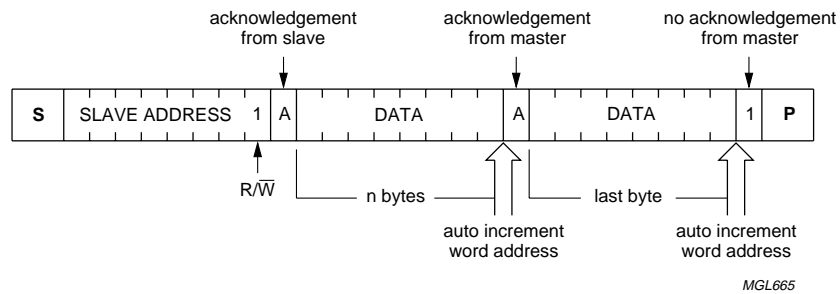 acknowledgement
from slave
acknowledgement
from master
no acknowledgement
from master
S SLAVE ADDRESS 1 A DATA A DATA 1 P
R/W̅
n bytes
last byte
auto increment
word address
auto increment
word address
MGL665